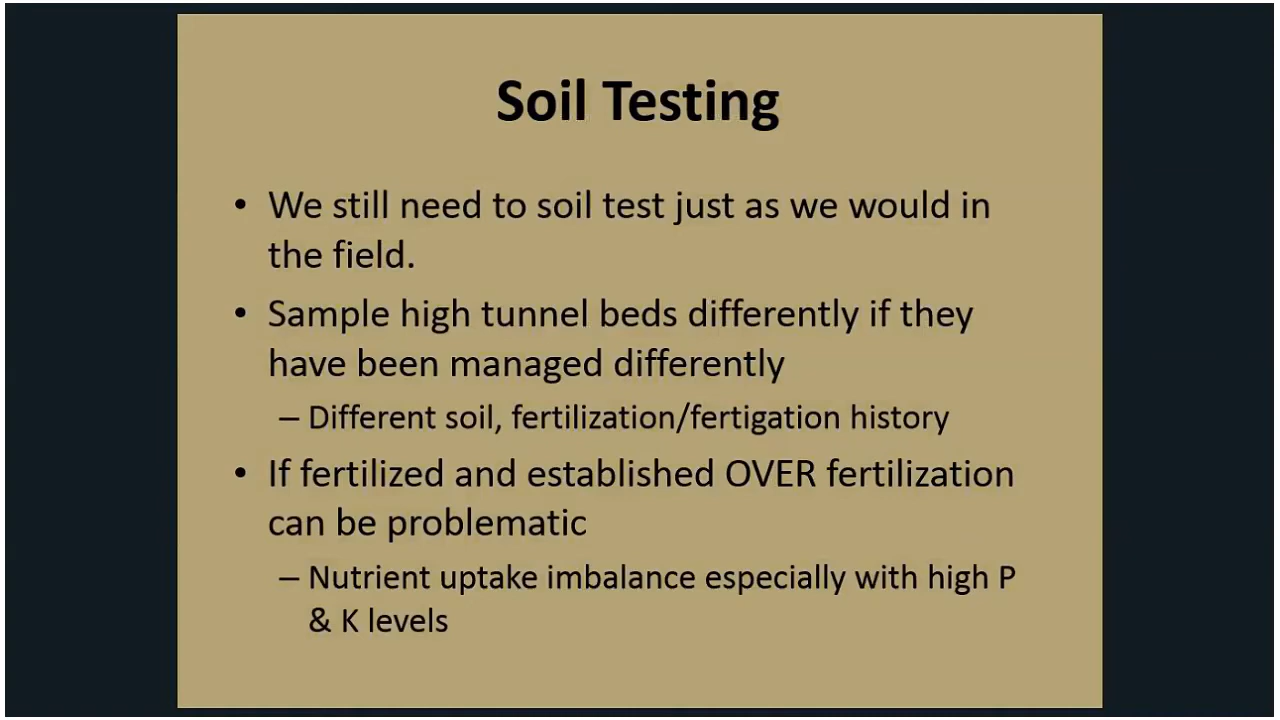 Soil Testing
• We still need to soil test just as we would in
the field.
• Sample high tunnel beds differently if they
have been managed differently
– Different soil, fertilization/fertigation history
• If fertilized and established OVER fertilization
can be problematic
– Nutrient uptake imbalance especially with high P
& K levels